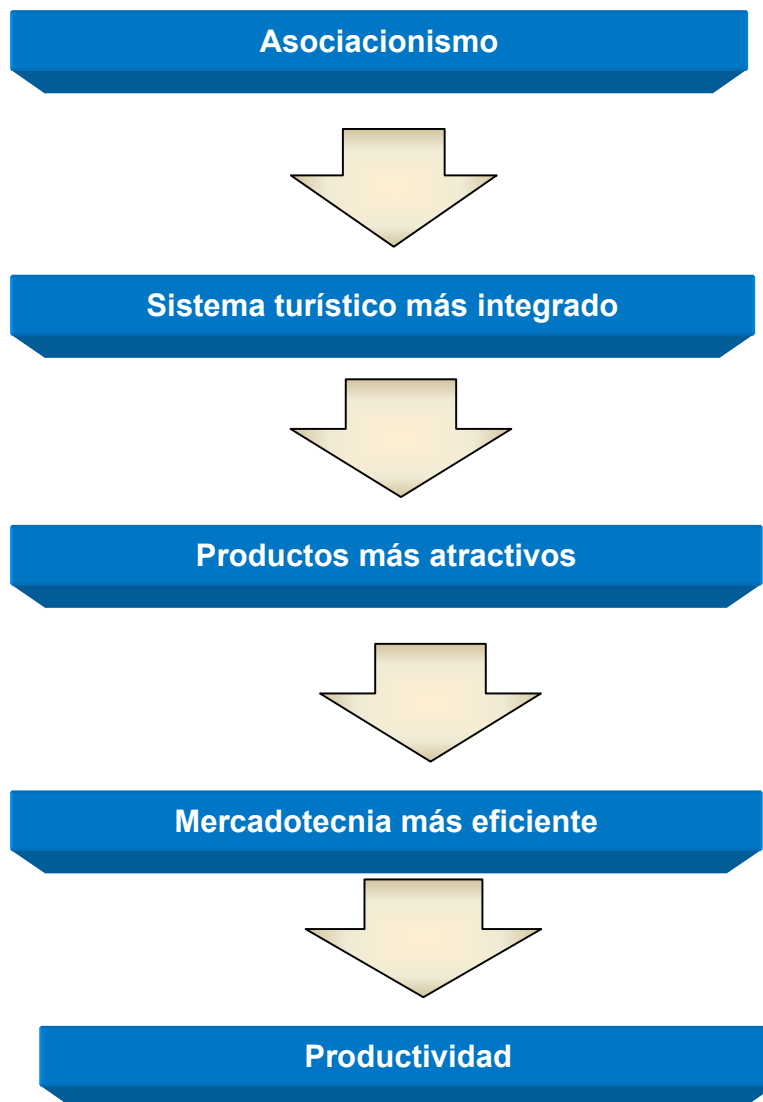 Asociacionismo
Sistema turístico más integrado
Productos más atractivos
Mercadotecnia más eficiente
Productividad